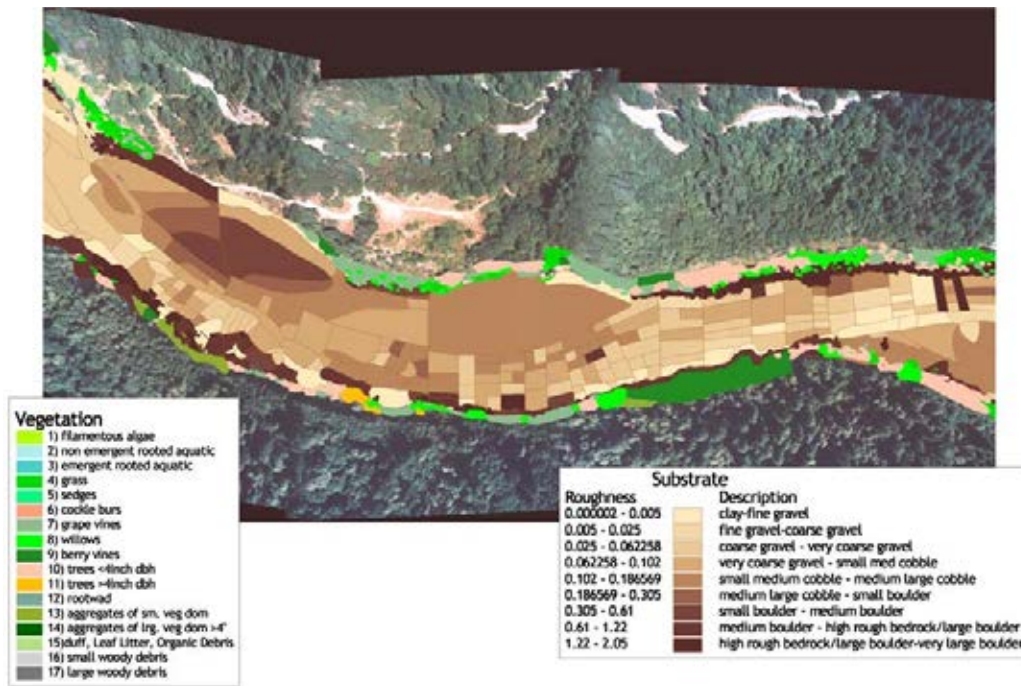 Vegetation
1) filamentous algae
2) non emergent rooted aquatic
3) emergent rooted aquatic
4) grass
5) sedges
6) cockle burs
7) grape vines
8) willows
9) berry vines
10) trees <4inch dbh
11) trees >4inch dbh
12) rootwad
13) aggregates of sm. veg dom
14) aggregates of lrg. veg dom >4"
15)duff, Leaf Litter, Organic Debris
16) small woody debris
17) large woody debris
Substrate
Roughness Description
0.000002 - 0.005 clay-fine gravel
0.005 - 0.025 fine gravel-coarse gravel
0.025 - 0.062258 coarse gravel - very coarse gravel
0.062258 - 0.102 very coarse gravel - small med cobble
0.102 - 0.186569 small medium cobble - medium large cobble
0.186569 - 0.305 medium large cobble - small boulder
0.305 - 0.61 small boulder - medium boulder
0.61 - 1.22 medium boulder - high rough bedrock/large boulder
1.22 - 2.05 high rough bedrock/large boulder-very large boulder